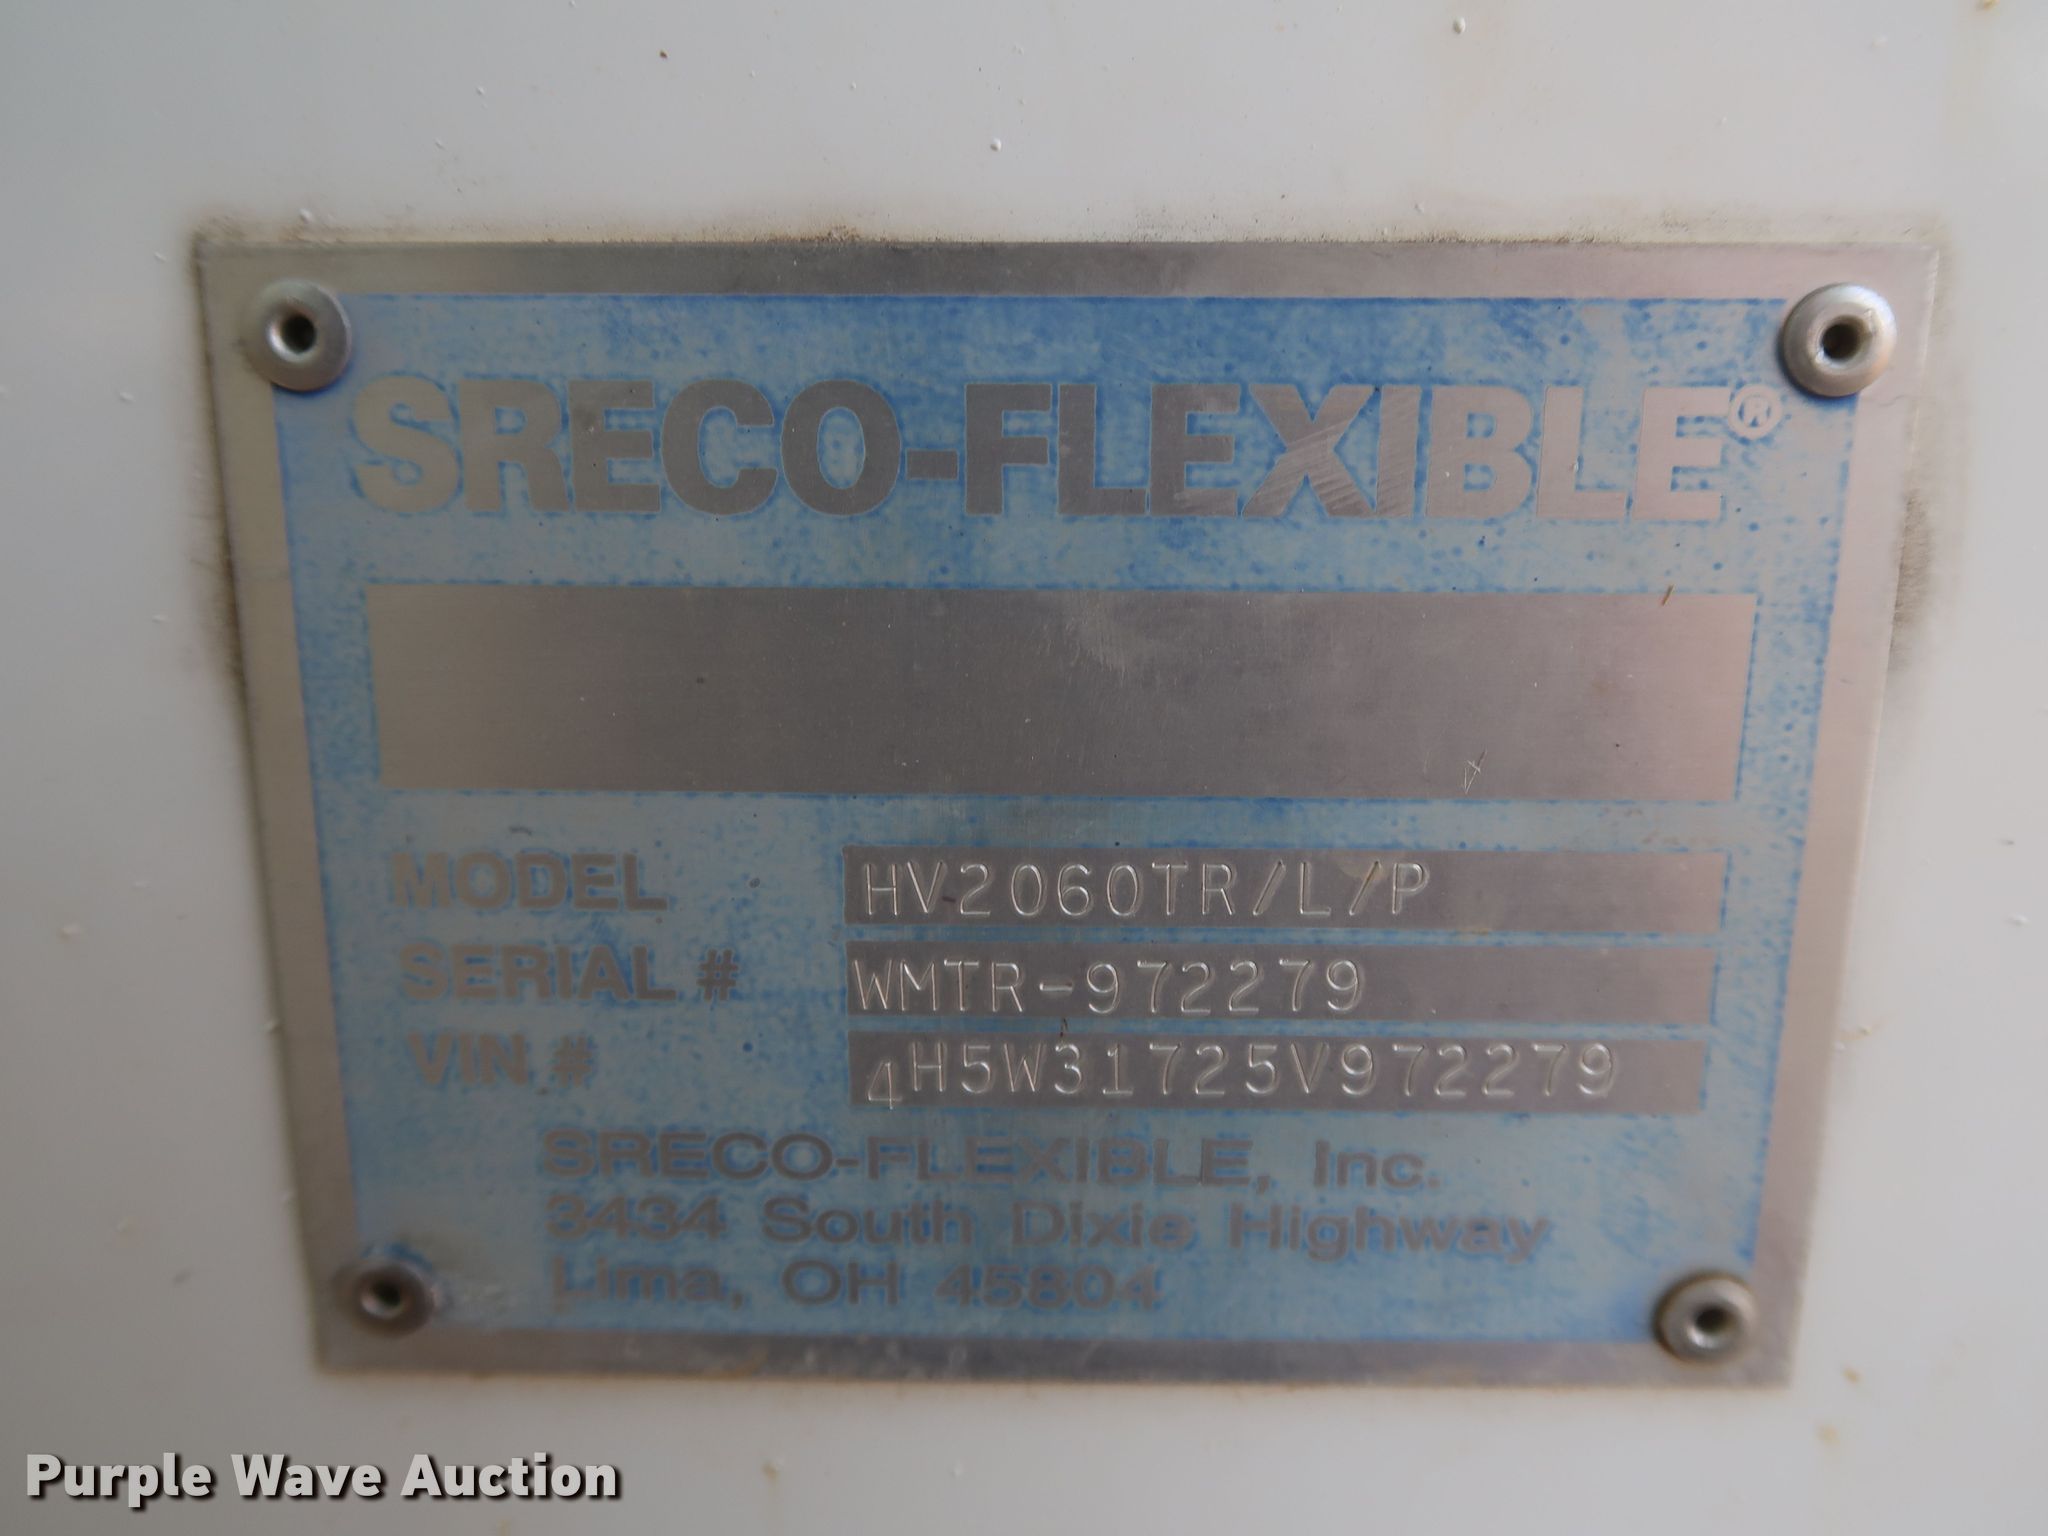 SRECO-FLEXIBLE®
MODEL HV2060TR/L/P
SERIAL # WMTR-972279
VIN # 4H5W31725V972279
SRECO-FLEXIBLE, Inc.
3434 South Dixie Highway
Lima, OH 45804
Purple Wave Auction